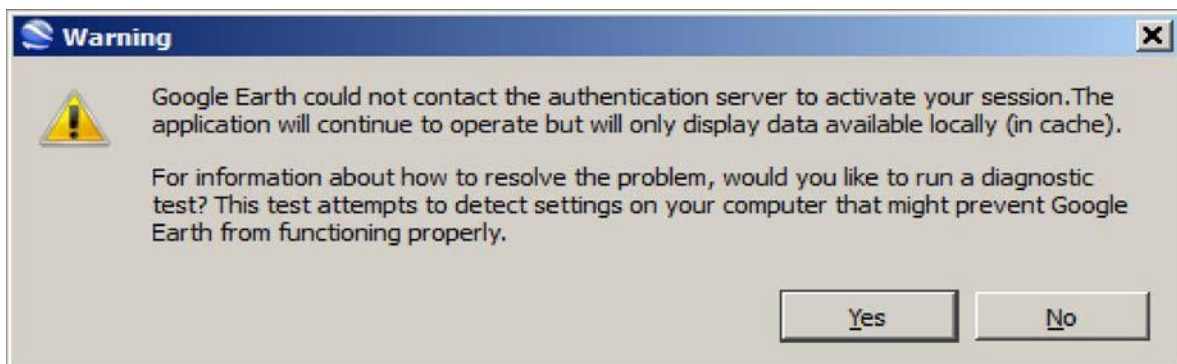 Warning
Google Earth could not contact the authentication server to activate your session.The
application will continue to operate but will only display data available locally (in cache).
For information about how to resolve the problem, would you like to run a diagnostic
test? This test attempts to detect settings on your computer that might prevent Google
Earth from functioning properly.
Yes
No